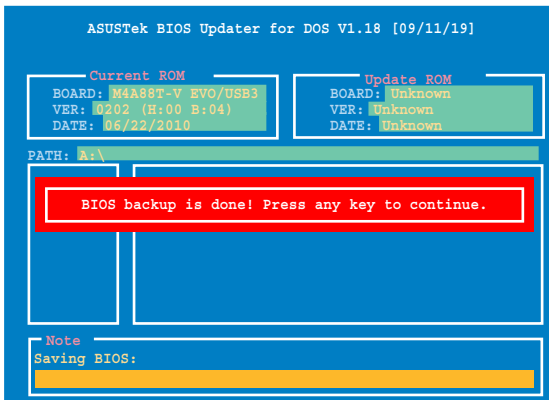 ASUSTek BIOS Updater for DOS V1.18 [09/11/19]
Current ROM
BOARD: M4A88T-V EVO/USB3
VER: 0202 (H:00 B:04)
DATE: 06/22/2010
Update ROM
BOARD: Unknown
VER: Unknown
DATE: Unknown
PATH: A:\
BIOS backup is done! Press any key to continue.
Note
Saving BIOS: